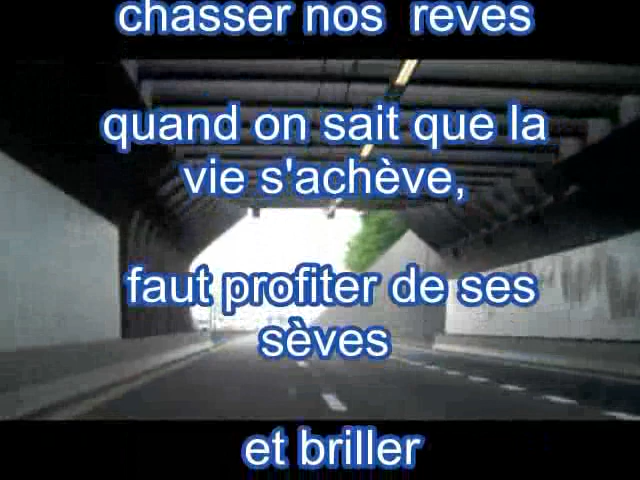 chasser nos reves
quand on sait que la
vie s'achève,
faut profiter de ses
sèves
et briller